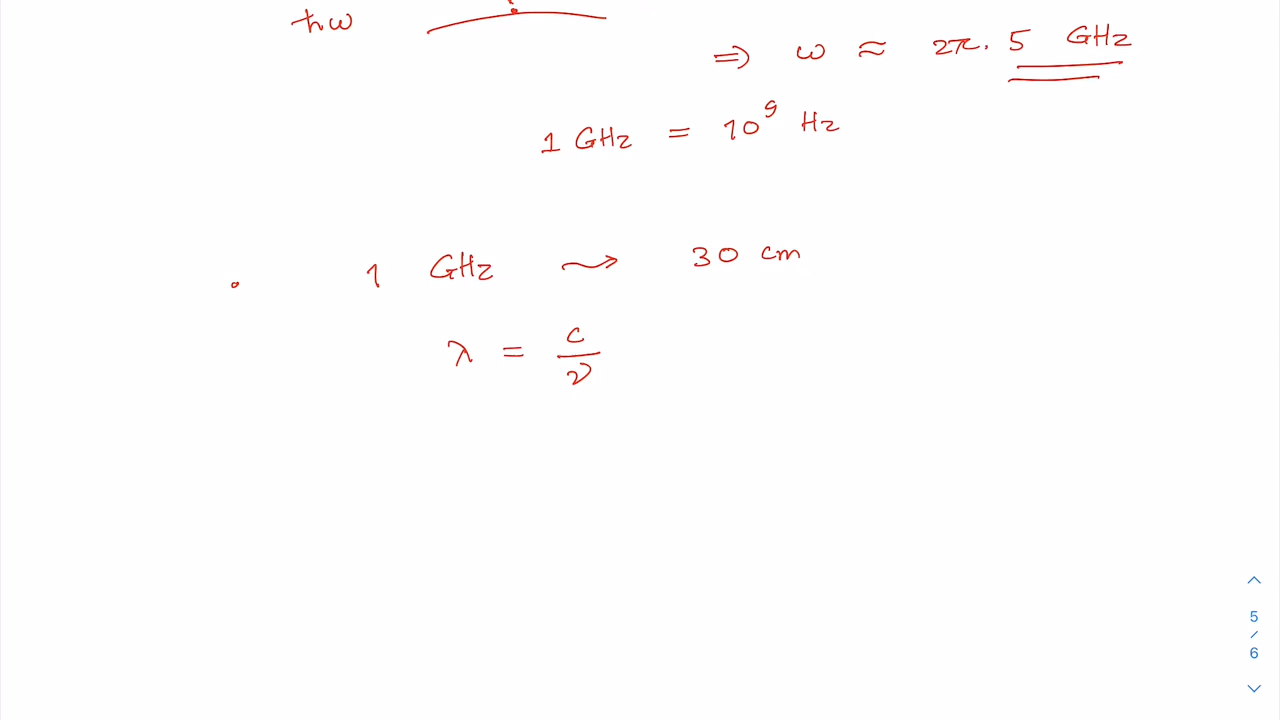 ħω
⇒ ω ≈ 2π. 5 GHz
1 GHz = 10⁹ Hz
1 GHz ⇝ 30 cm
λ = c/ν
5
/
6